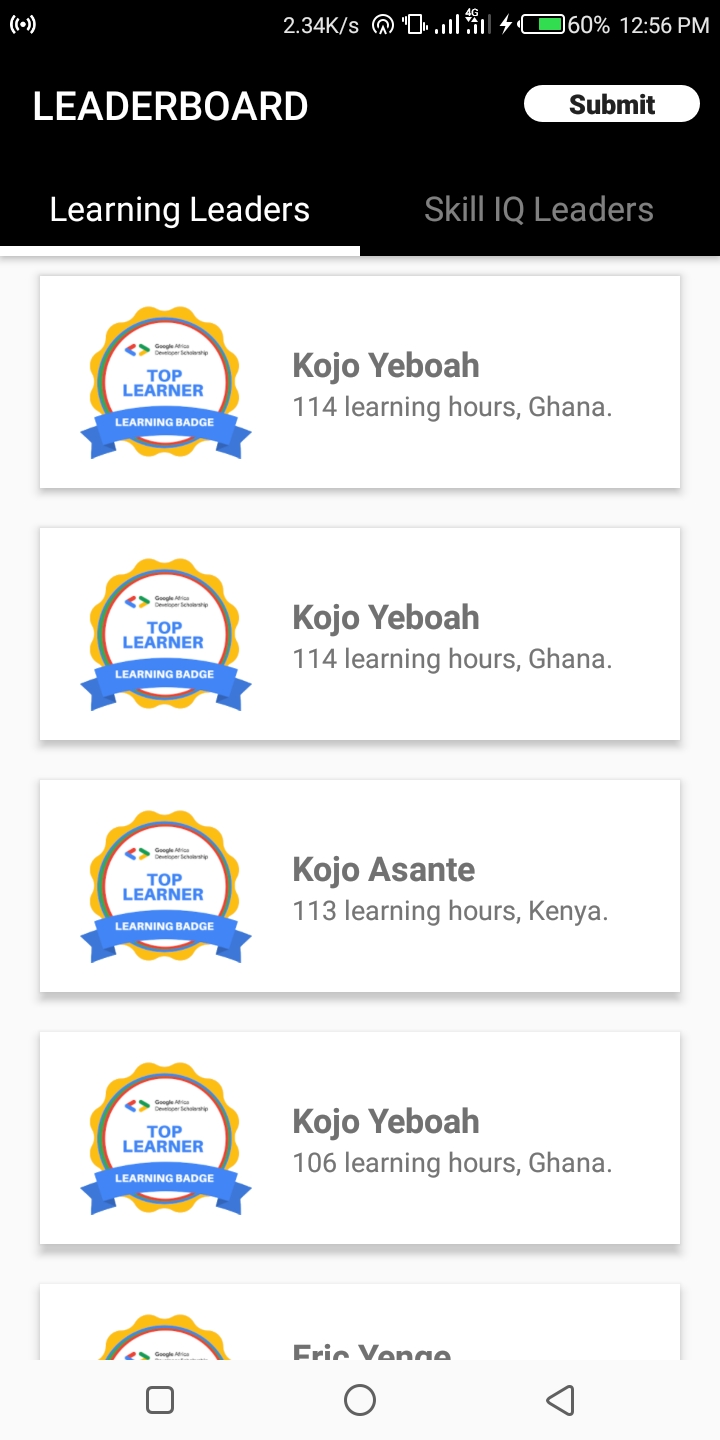 2.34K/s 4G 60% 12:56 PM
LEADERBOARD
Submit
Learning Leaders
Skill IQ Leaders
Google Africa
Developer Scholarship
TOP
LEARNER
LEARNING BADGE
Kojo Yeboah
114 learning hours, Ghana.
Google Africa
Developer Scholarship
TOP
LEARNER
LEARNING BADGE
Kojo Yeboah
114 learning hours, Ghana.
Google Africa
Developer Scholarship
TOP
LEARNER
LEARNING BADGE
Kojo Asante
113 learning hours, Kenya.
Google Africa
Developer Scholarship
TOP
LEARNER
LEARNING BADGE
Kojo Yeboah
106 learning hours, Ghana.
Google Africa
Eric Yenge